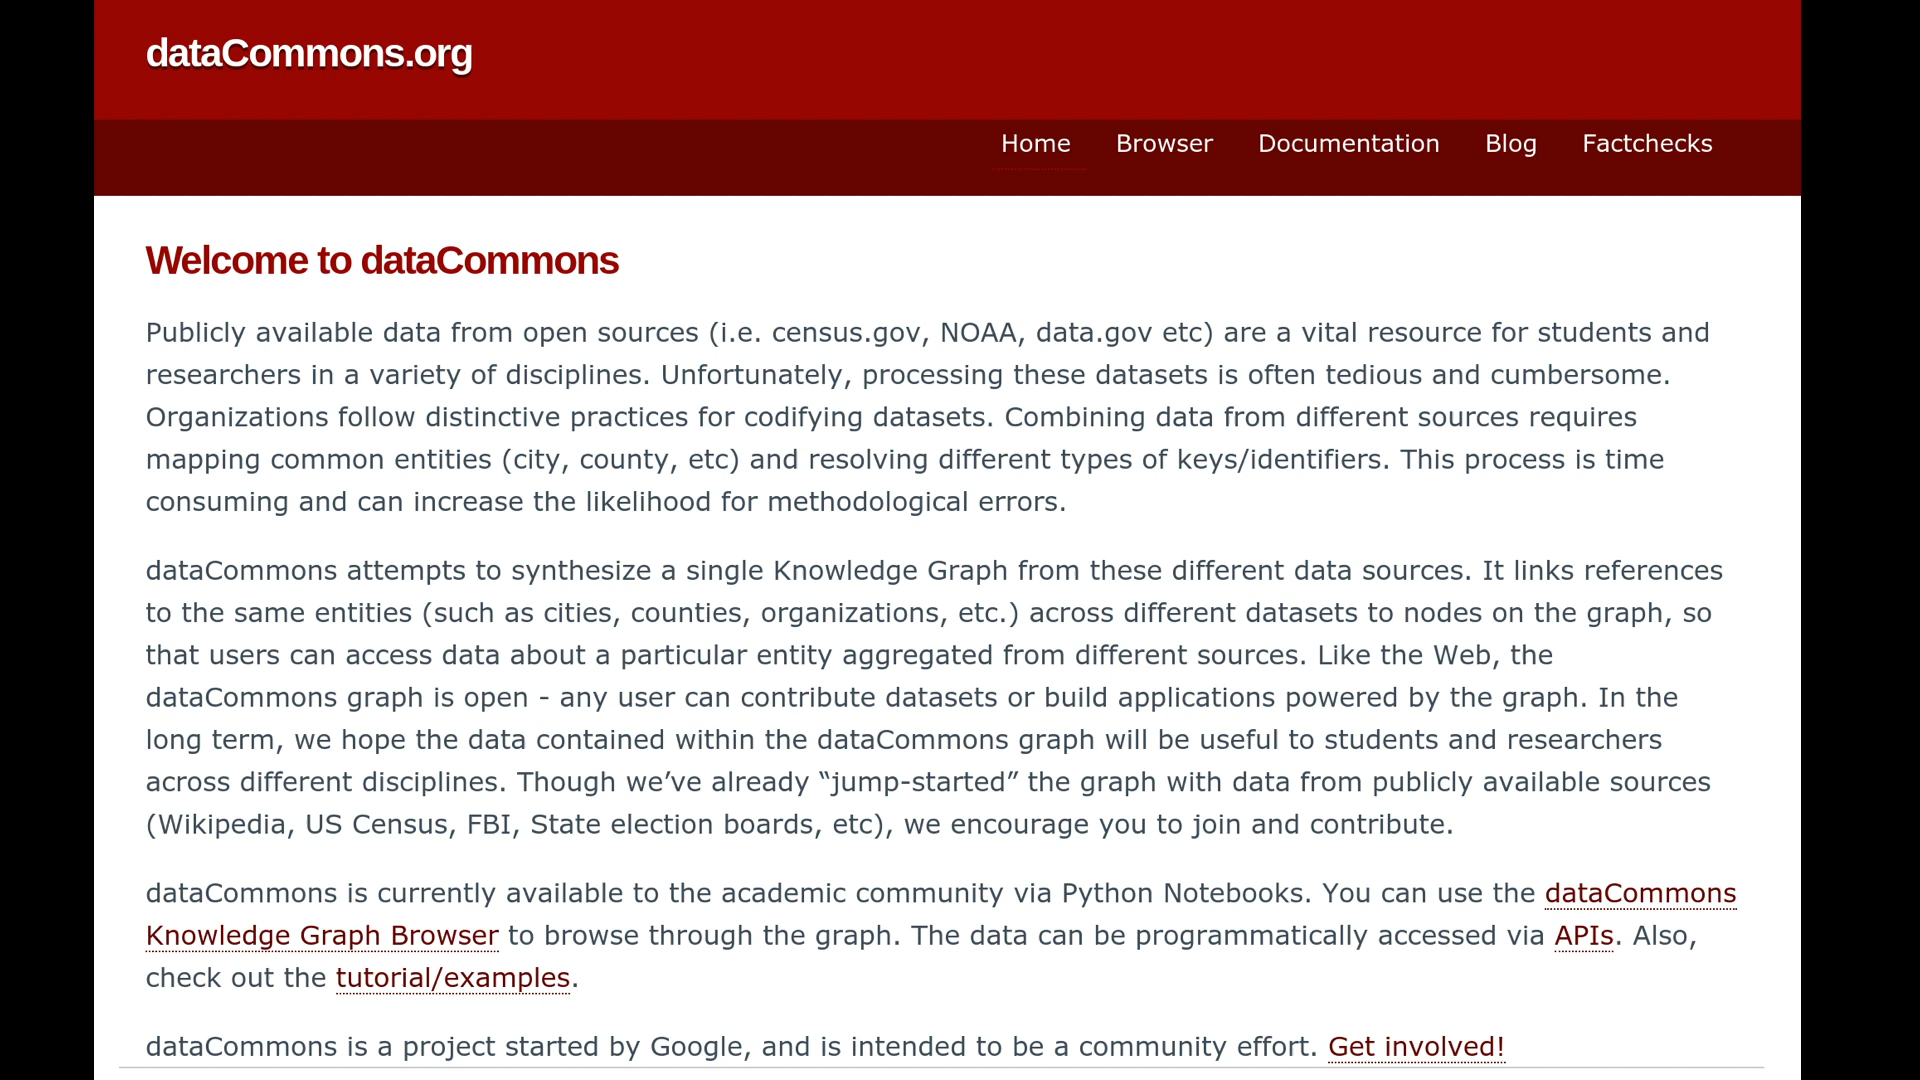 dataCommons.org
Home Browser Documentation Blog Factchecks
Welcome to dataCommons
Publicly available data from open sources (i.e. census.gov, NOAA, data.gov etc) are a vital resource for students and
researchers in a variety of disciplines. Unfortunately, processing these datasets is often tedious and cumbersome.
Organizations follow distinctive practices for codifying datasets. Combining data from different sources requires
mapping common entities (city, county, etc) and resolving different types of keys/identifiers. This process is time
consuming and can increase the likelihood for methodological errors.
dataCommons attempts to synthesize a single Knowledge Graph from these different data sources. It links references
to the same entities (such as cities, counties, organizations, etc.) across different datasets to nodes on the graph, so
that users can access data about a particular entity aggregated from different sources. Like the Web, the
dataCommons graph is open - any user can contribute datasets or build applications powered by the graph. In the
long term, we hope the data contained within the dataCommons graph will be useful to students and researchers
across different disciplines. Though we’ve already “jump-started” the graph with data from publicly available sources
(Wikipedia, US Census, FBI, State election boards, etc), we encourage you to join and contribute.
dataCommons is currently available to the academic community via Python Notebooks. You can use the dataCommons
Knowledge Graph Browser to browse through the graph. The data can be programmatically accessed via APIs. Also,
check out the tutorial/examples.
dataCommons is a project started by Google, and is intended to be a community effort. Get involved!